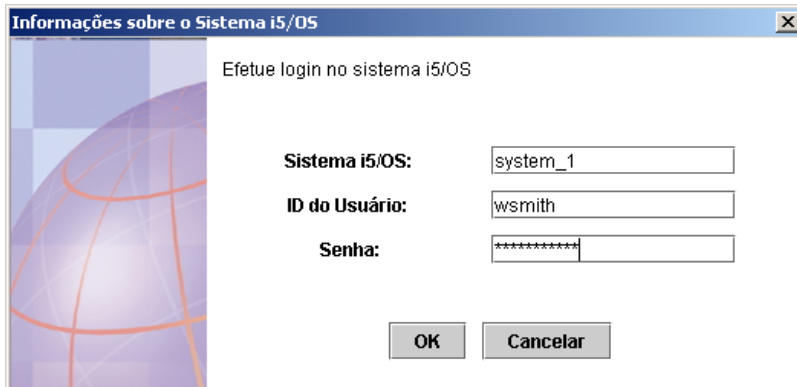 Informações sobre o Sistema i5/OS
Efetue login no sistema i5/OS
Sistema i5/OS: system_1
ID do Usuário: wsmith
Senha: ***********
OK Cancelar